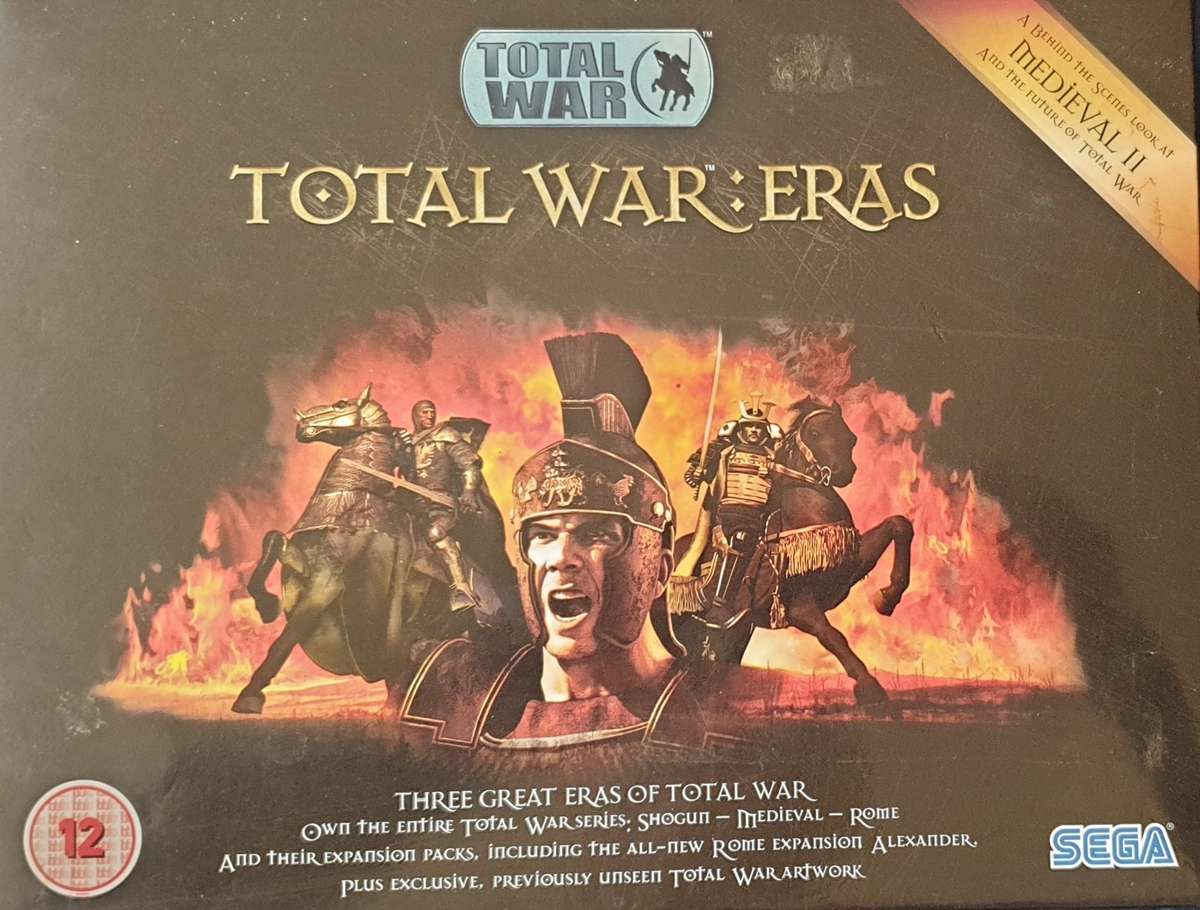 TOTAL WAR™
TOTAL WAR™: ERAS
A BEHIND THE SCENES LOOK AT
MEDIEVAL II
AND THE FUTURE OF TOTAL WAR
THREE GREAT ERAS OF TOTAL WAR
OWN THE ENTIRE TOTAL WAR SERIES; SHOGUN – MEDIEVAL – ROME
AND THEIR EXPANSION PACKS, INCLUDING THE ALL-NEW ROME EXPANSION ALEXANDER,
PLUS EXCLUSIVE, PREVIOUSLY UNSEEN TOTAL WAR ARTWORK
12
SEGA®